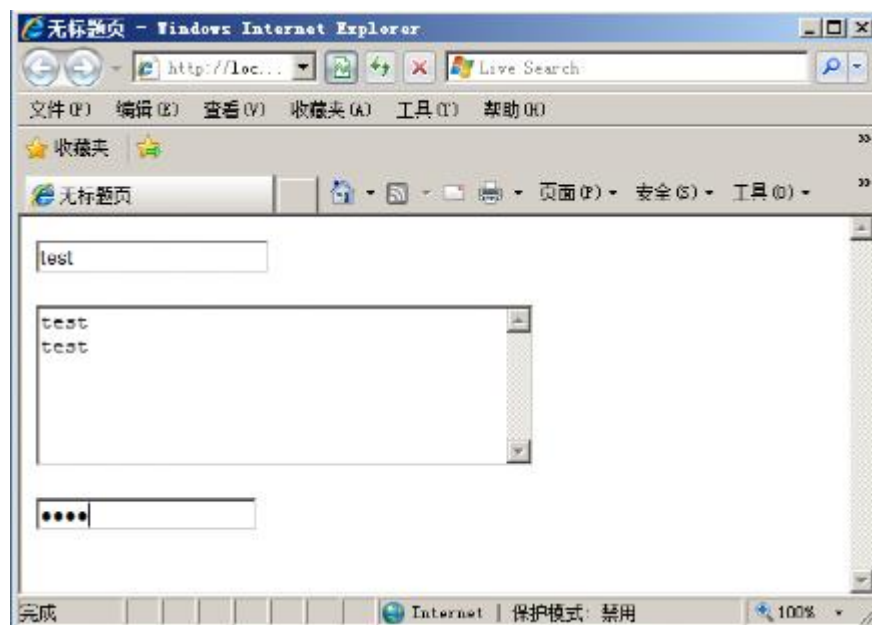 无标题页 - Windows Internet Explorer
http://loc... Live Search
文件(F) 编辑(E) 查看(V) 收藏夹(A) 工具(T) 帮助(H)
收藏夹
无标题页 页面(P) 安全(S) 工具(O)
test
test
test
••••
完成 Internet | 保护模式: 禁用 100%